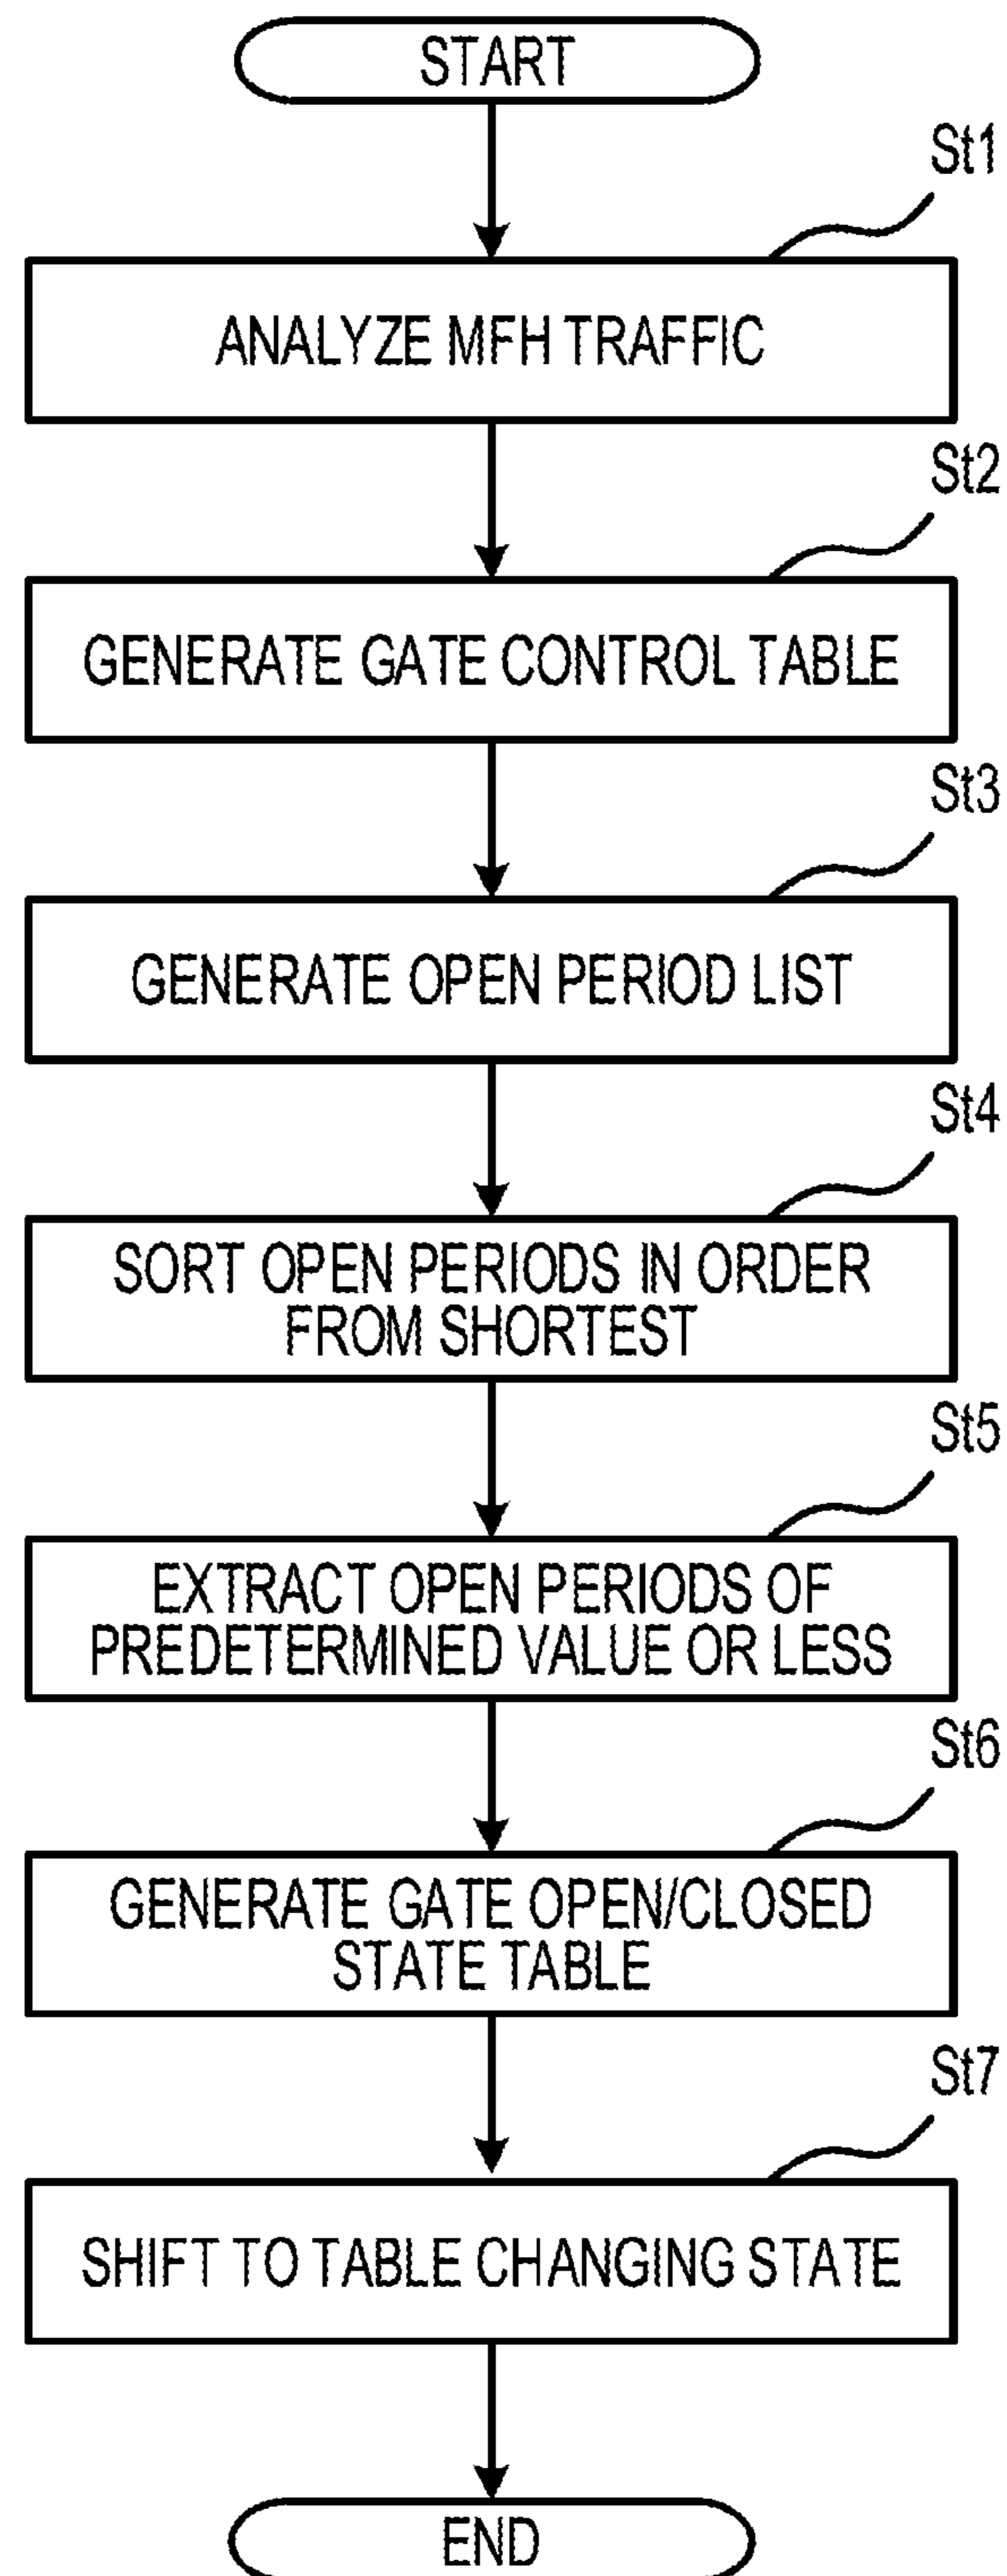 START
St1
ANALYZE MFH TRAFFIC
St2
GENERATE GATE CONTROL TABLE
St3
GENERATE OPEN PERIOD LIST
St4
SORT OPEN PERIODS IN ORDER
FROM SHORTEST
St5
EXTRACT OPEN PERIODS OF
PREDETERMINED VALUE OR LESS
St6
GENERATE GATE OPEN/CLOSED
STATE TABLE
St7
SHIFT TO TABLE CHANGING STATE
END